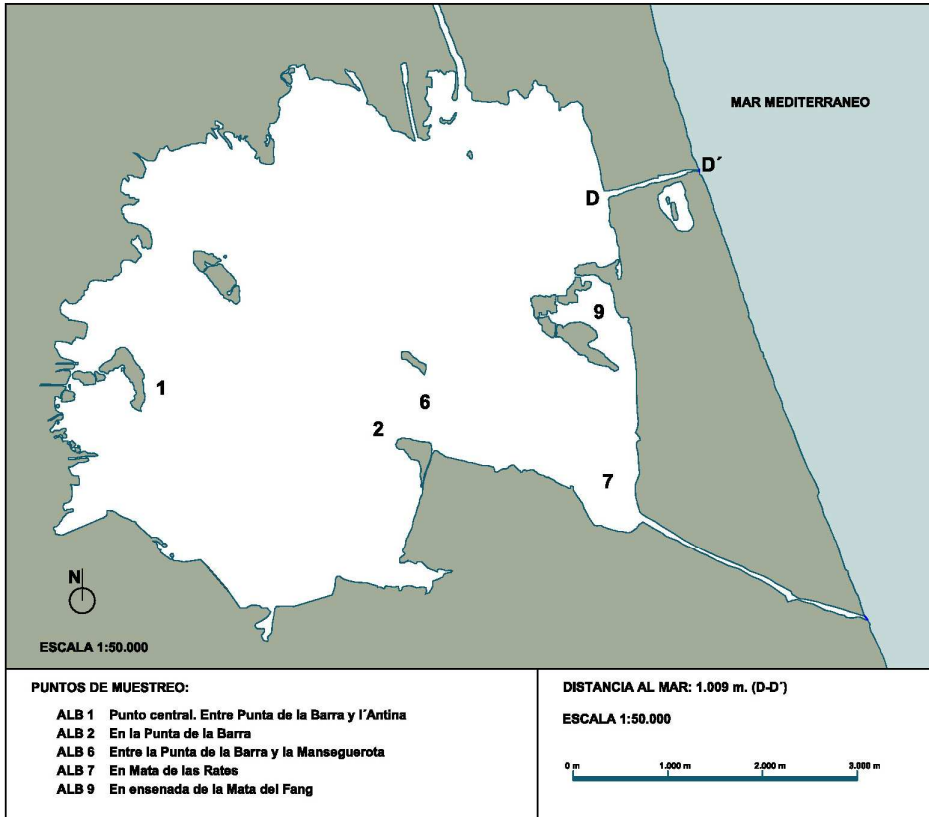 MAR MEDITERRANEO
D´
D
9
1
6
2
7
N
ESCALA 1:50.000
PUNTOS DE MUESTREO:
ALB 1 Punto central. Entre Punta de la Barra y l´Antina
ALB 2 En la Punta de la Barra
ALB 6 Entre la Punta de la Barra y la Manseguerota
ALB 7 En Mata de las Rates
ALB 9 En ensenada de la Mata del Fang
DISTANCIA AL MAR: 1.009 m. (D-D´)
ESCALA 1:50.000
0 m 1.000 m 2.000 m 3.000 m